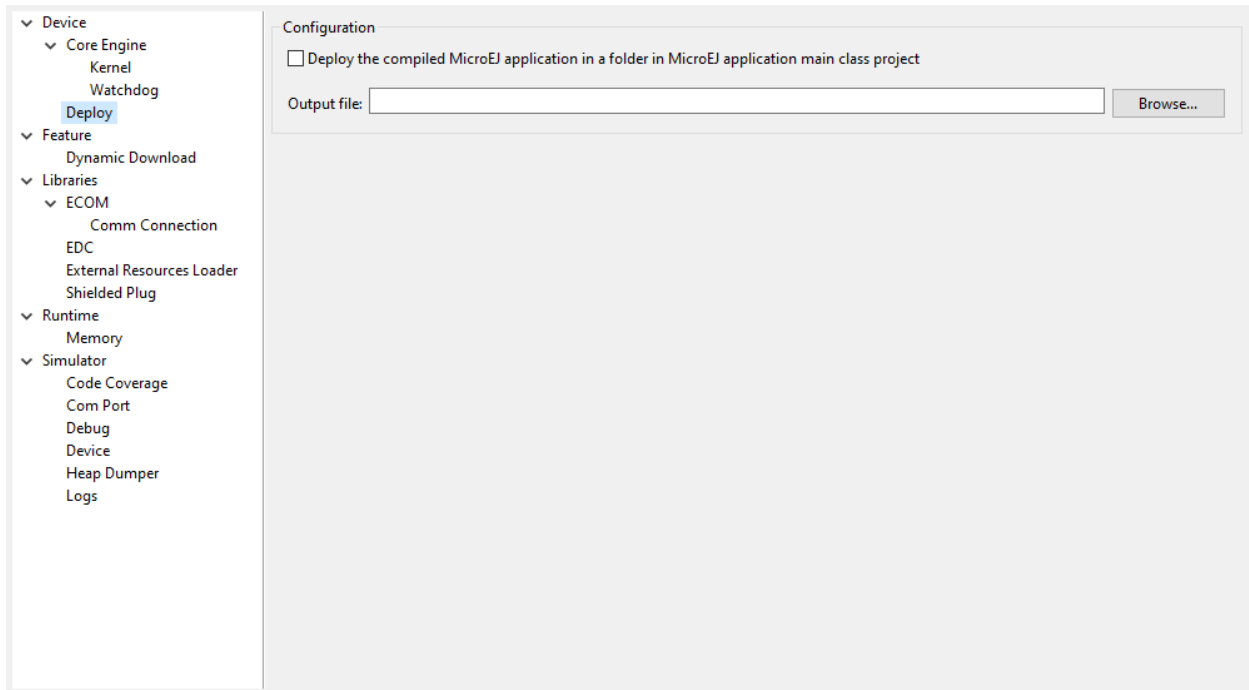 Device
Core Engine
Kernel
Watchdog
Deploy
Feature
Dynamic Download
Libraries
ECOM
Comm Connection
EDC
External Resources Loader
Shielded Plug
Runtime
Memory
Simulator
Code Coverage
Com Port
Debug
Device
Heap Dumper
Logs
Configuration
Deploy the compiled MicroEJ application in a folder in MicroEJ application main class project
Output file: Browse...